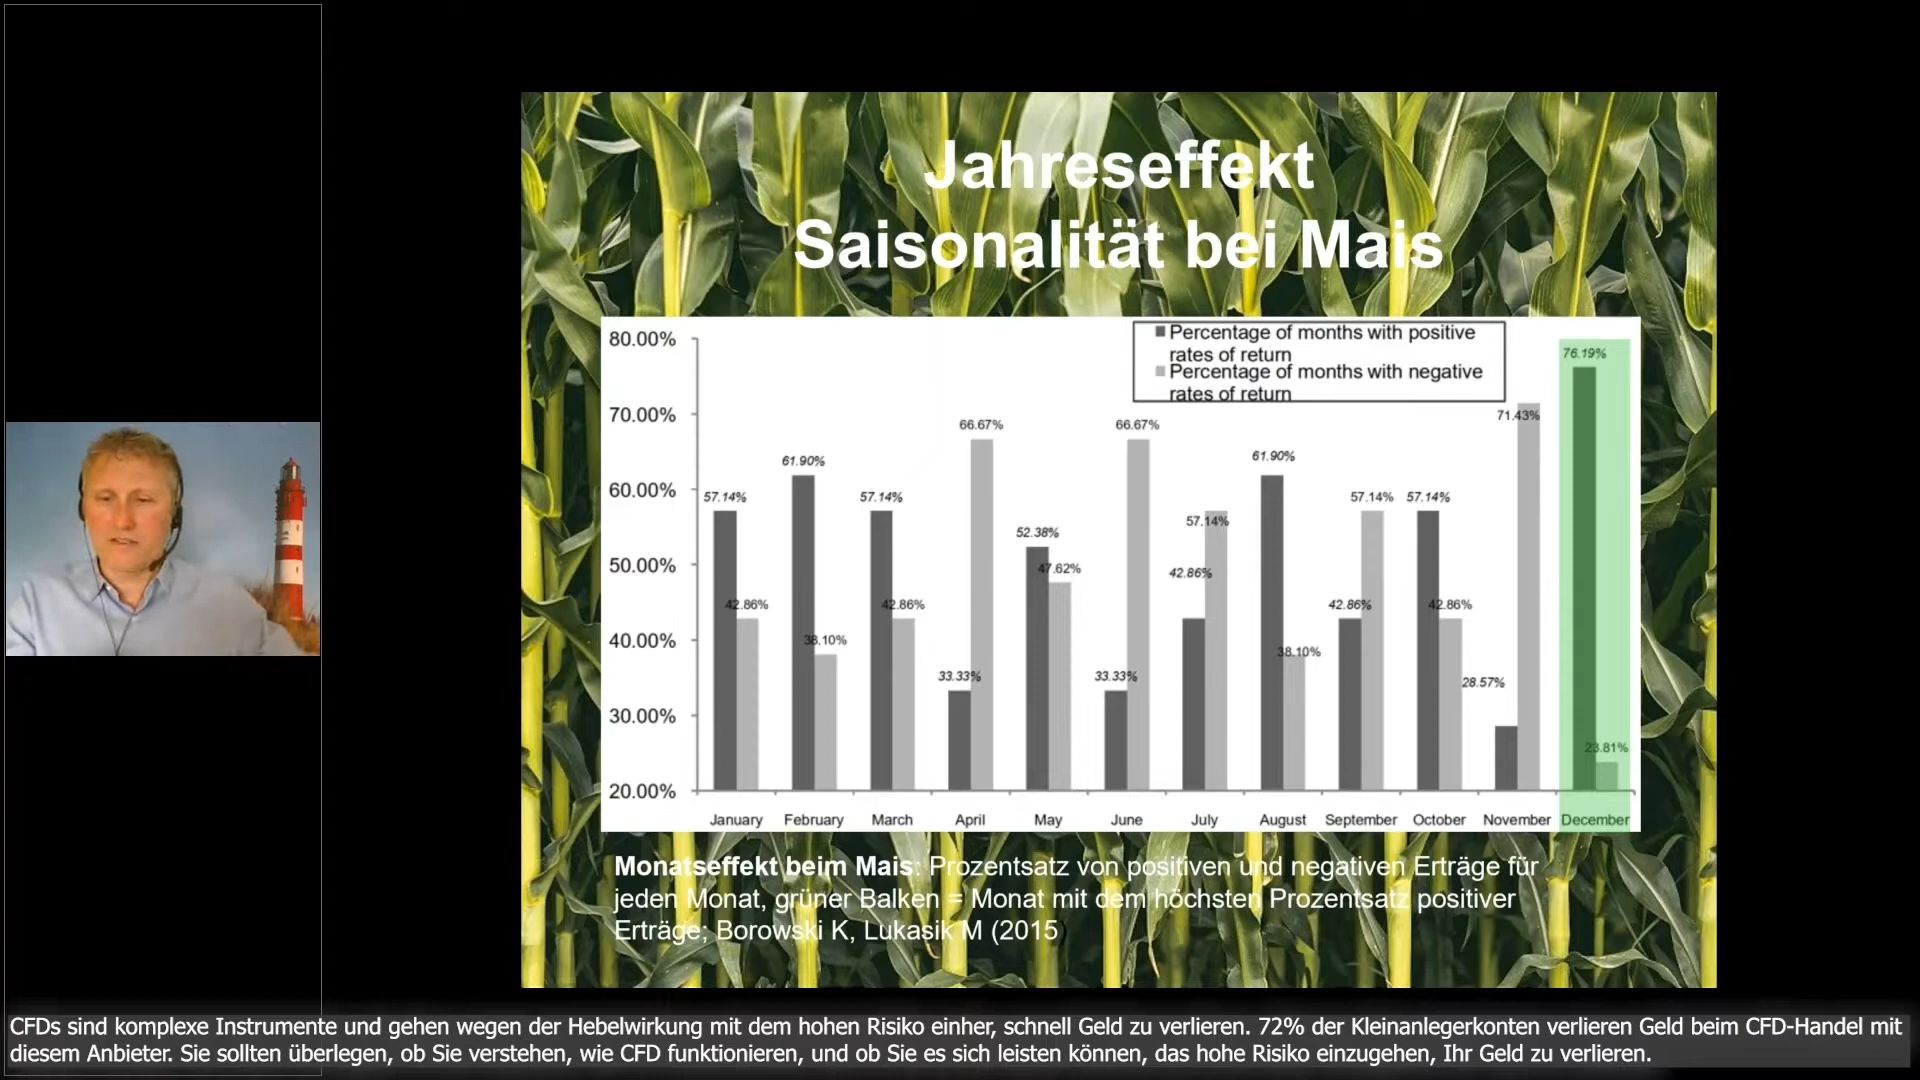 Jahreseffekt
Saisonalität bei Mais
Percentage of months with positive
rates of return
Percentage of months with negative
rates of return
80.00%
70.00%
60.00%
50.00%
40.00%
30.00%
20.00%
57.14%
42.86%
61.90%
38.10%
57.14%
42.86%
33.33%
66.67%
52.38%
47.62%
33.33%
66.67%
42.86%
57.14%
61.90%
38.10%
42.86%
57.14%
57.14%
42.86%
28.57%
71.43%
76.19%
23.81%
January February March April May June July August September October November December
Monatseffekt beim Mais: Prozentsatz von positiven und negativen Erträge für
jeden Monat, grüner Balken = Monat mit dem höchsten Prozentsatz positiver
Erträge; Borowski K, Lukasik M (2015
CFDs sind komplexe Instrumente und gehen wegen der Hebelwirkung mit dem hohen Risiko einher, schnell Geld zu verlieren. 72% der Kleinanlegerkonten verlieren Geld beim CFD-Handel mit
diesem Anbieter. Sie sollten überlegen, ob Sie verstehen, wie CFD funktionieren, und ob Sie es sich leisten können, das hohe Risiko einzugehen, Ihr Geld zu verlieren.